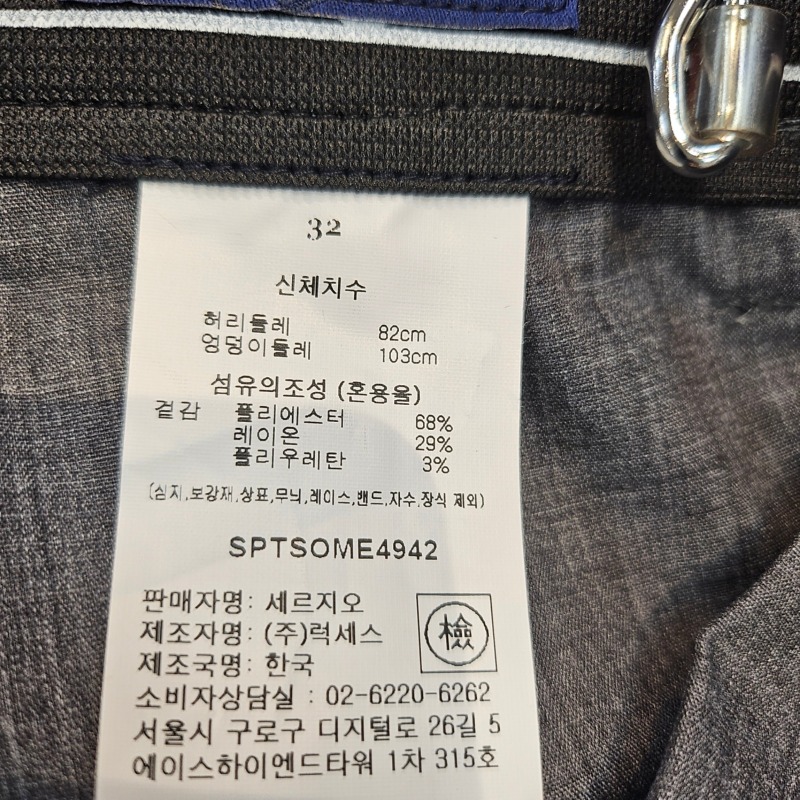 32
신체치수
허리둘레 82cm
엉덩이둘레 103cm
섬유의조성 (혼용율)
겉감 폴리에스터 68%
레이온 29%
폴리우레탄 3%
(심지,보강재,상표,무늬,레이스,밴드,자수,장식 제외)
SPTSOME4942
판매자명: 세르지오
제조자명: (주)럭세스
檢
제조국명: 한국
소비자상담실 : 02-6220-6262
서울시 구로구 디지털로 26길 5
에이스하이엔드타워 1차 315호